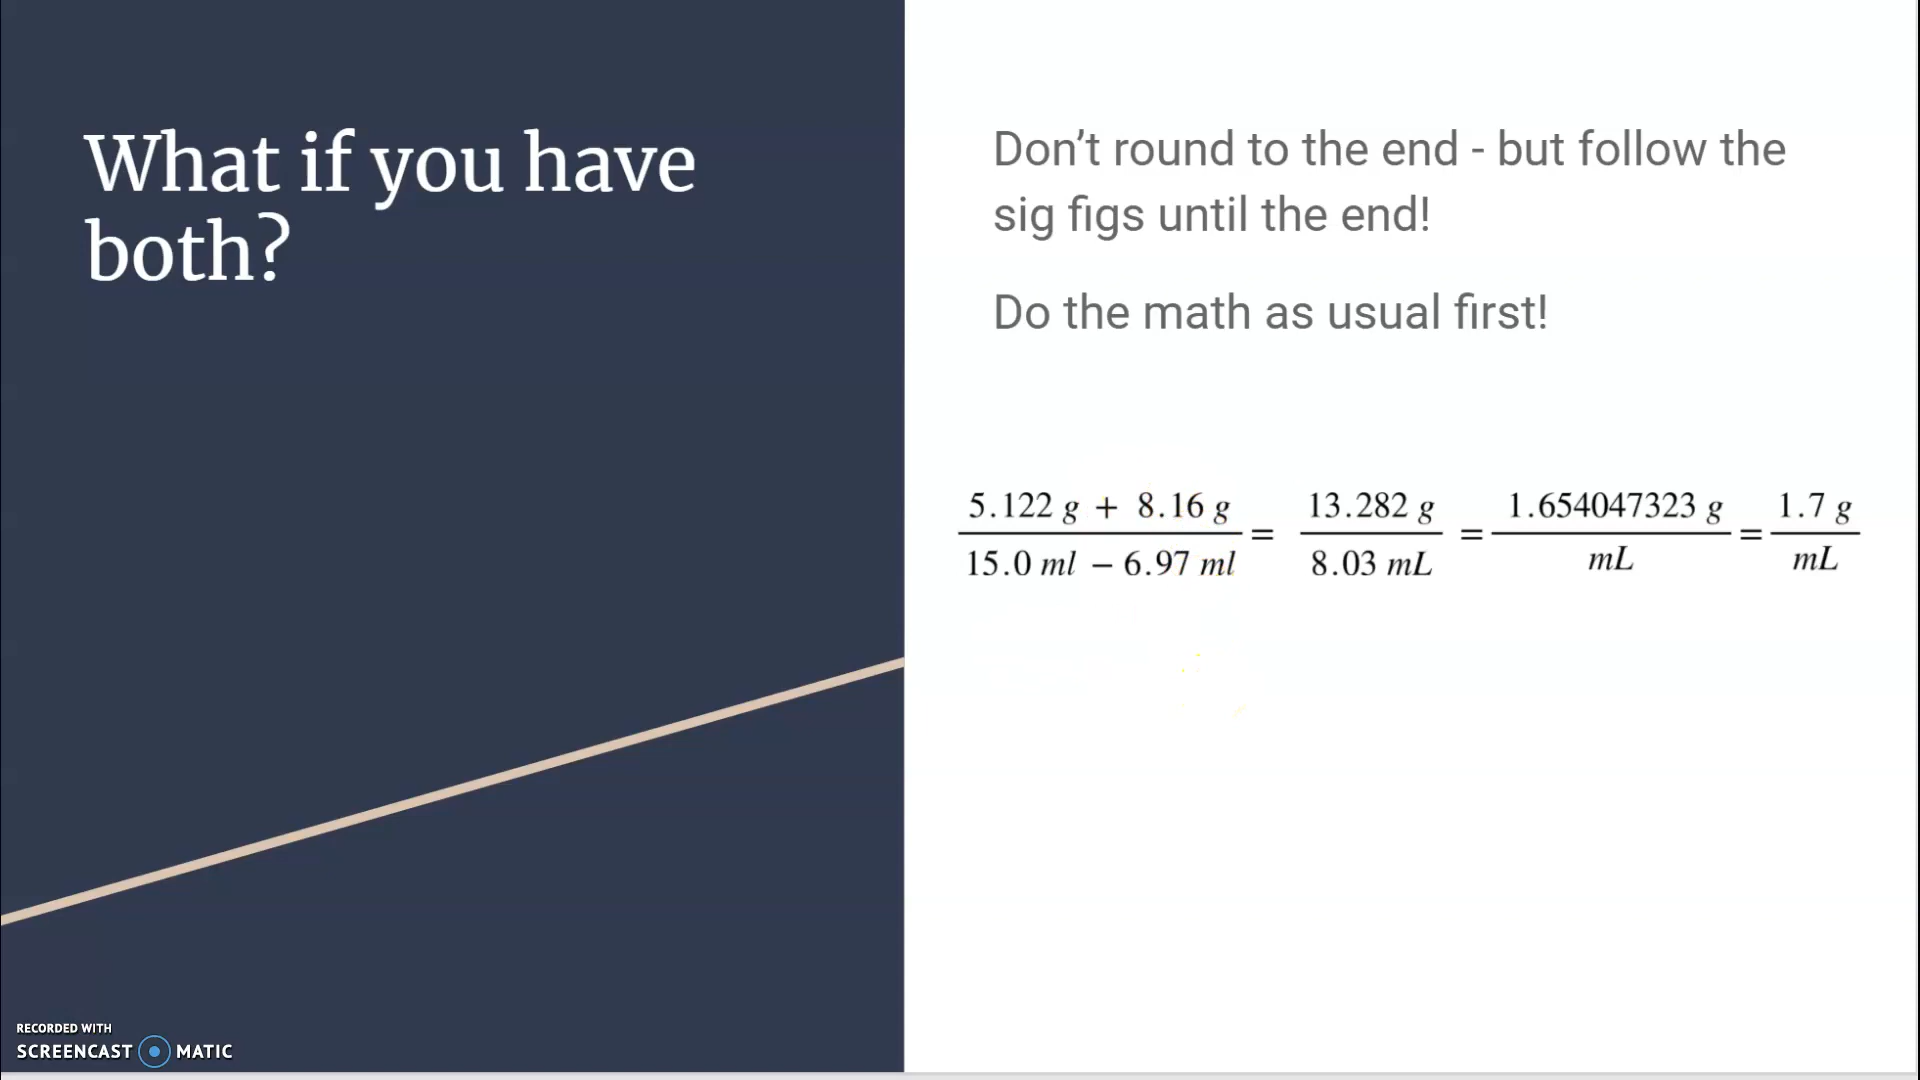 What if you have
both?
Don't round to the end - but follow the
sig figs until the end!
Do the math as usual first!
5.122 g + 8.16 g / 15.0 ml − 6.97 ml = 13.282 g / 8.03 mL = 1.654047323 g / mL = 1.7 g / mL
RECORDED WITH
SCREENCAST MATIC